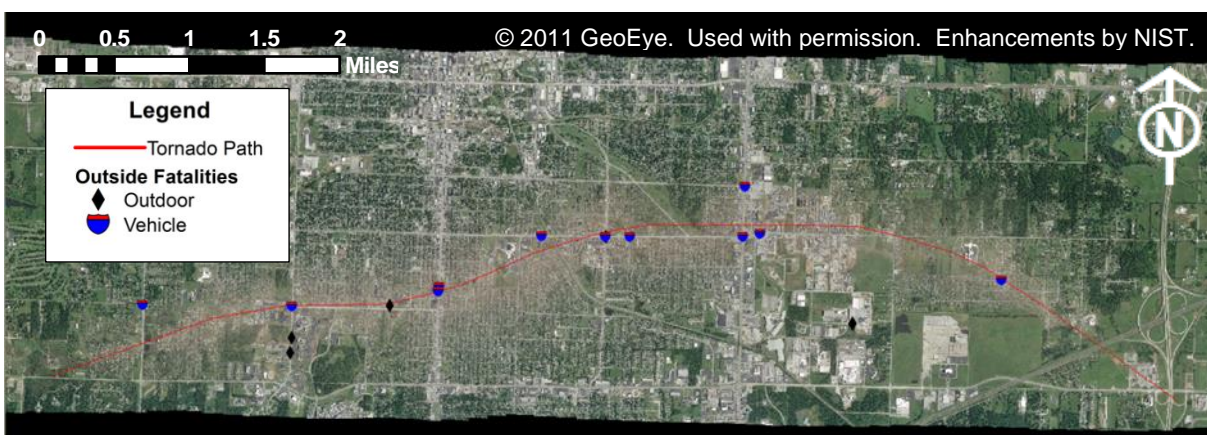 0 0.5 1 1.5 2
© 2011 GeoEye. Used with permission. Enhancements by NIST.
Miles
Legend
Tornado Path
Outside Fatalities
Outdoor
Vehicle
N